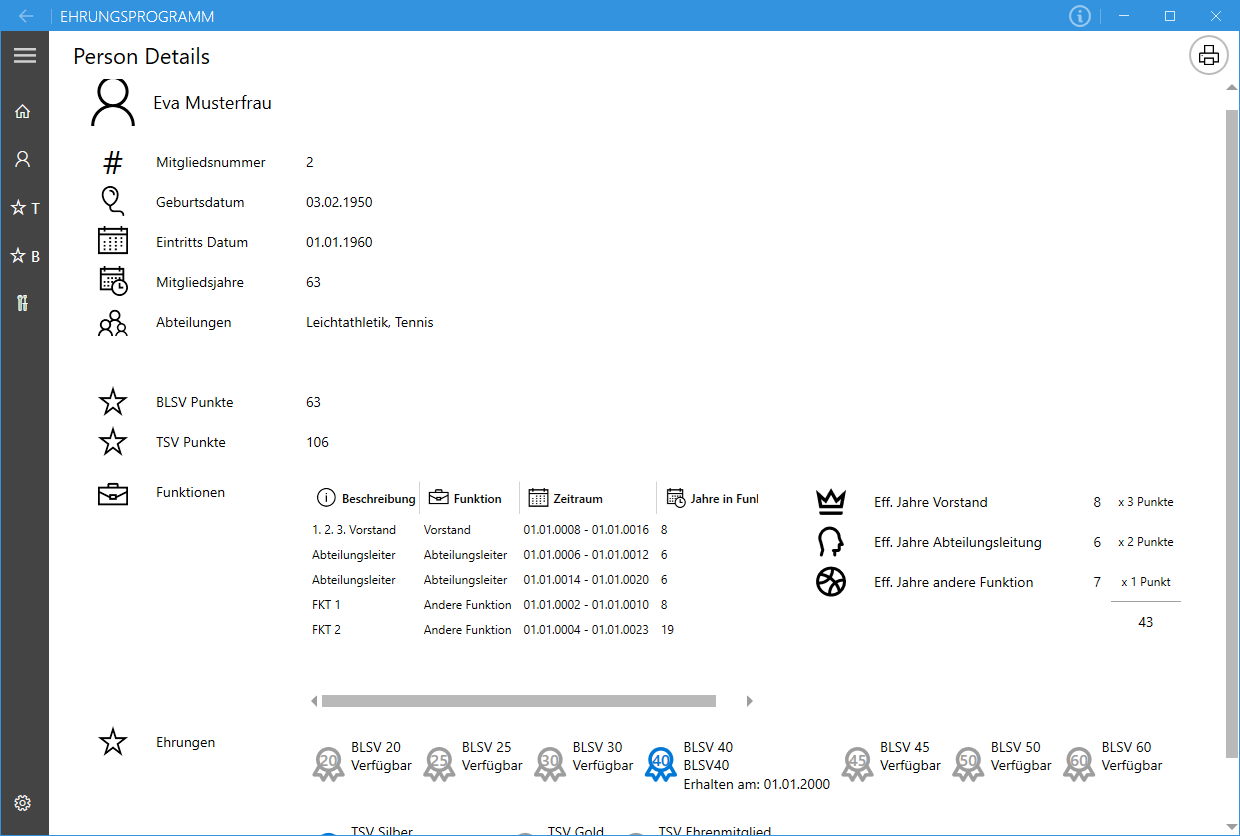 EHRUNGSPROGRAMM
Person Details
Eva Musterfrau
# Mitgliedsnummer 2
Geburtsdatum 03.02.1950
Eintritts Datum 01.01.1960
Mitgliedsjahre 63
Abteilungen Leichtathletik, Tennis
T
B
BLSV Punkte 63
TSV Punkte 106
Funktionen
Beschreibung Funktion Zeitraum Jahre in Funk
1. 2. 3. Vorstand Vorstand 01.01.0008 - 01.01.0016 8
Abteilungsleiter Abteilungsleiter 01.01.0006 - 01.01.0012 6
Abteilungsleiter Abteilungsleiter 01.01.0014 - 01.01.0020 6
FKT 1 Andere Funktion 01.01.0002 - 01.01.0010 8
FKT 2 Andere Funktion 01.01.0004 - 01.01.0023 19
Eff. Jahre Vorstand 8 x 3 Punkte
Eff. Jahre Abteilungsleitung 6 x 2 Punkte
Eff. Jahre andere Funktion 7 x 1 Punkt
43
Ehrungen
20 BLSV 20
Verfügbar
25 BLSV 25
Verfügbar
30 BLSV 30
Verfügbar
40 BLSV 40
BLSV40
Erhalten am: 01.01.2000
45 BLSV 45
Verfügbar
50 BLSV 50
Verfügbar
60 BLSV 60
Verfügbar
TSV Silber TSV Gold TSV Ehrenmitglied